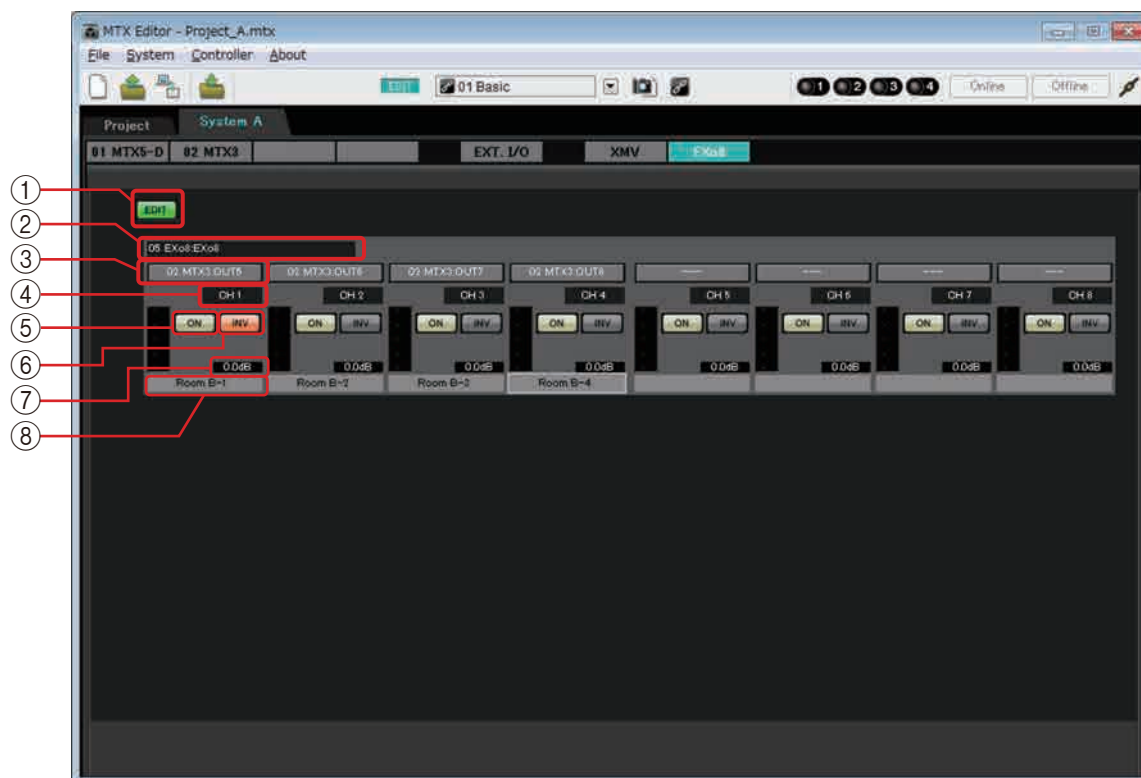 MTX Editor - Project_A.mtx
File System Controller About
EDIT 01 Basic 1 2 3 4 Online Offline
Project System A
01 MTX5-D 02 MTX3 EXT. I/O XMV EXo8
① EDIT
② 05 EXo8:EXo8
③ 02 MTX3:OUT5 02 MTX3:OUT6 02 MTX3:OUT7 02 MTX3:OUT8 ---- ---- ---- ----
④ CH 1 CH 2 CH 3 CH 4 CH 5 CH 6 CH 7 CH 8
⑤ ON INV ON INV ON INV ON INV ON INV ON INV ON INV ON INV
⑥
⑦ 0.0dB 0.0dB 0.0dB 0.0dB 0.0dB 0.0dB 0.0dB 0.0dB
⑧ Room B-1 Room B-2 Room B-3 Room B-4